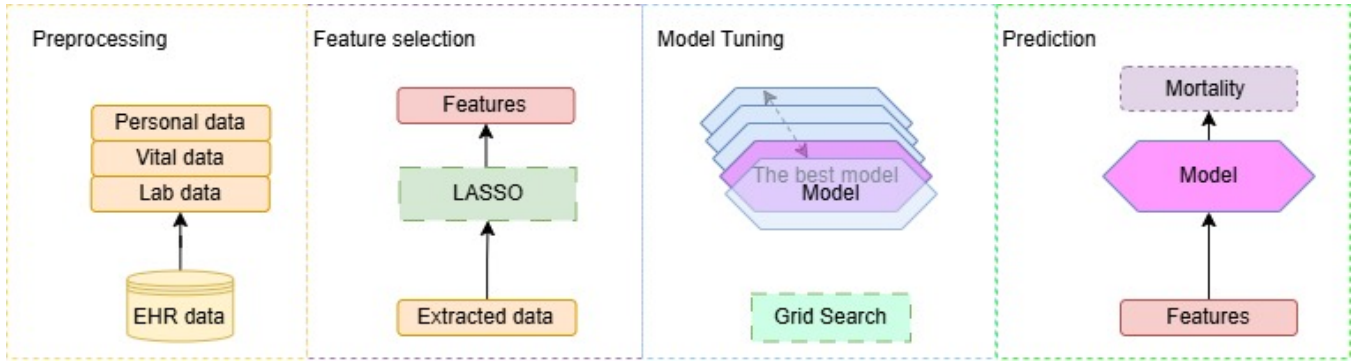 Preprocessing
Personal data
Vital data
Lab data
EHR data
Feature selection
Features
LASSO
Extracted data
Model Tuning
The best model
Model
Grid Search
Prediction
Mortality
Model
Features